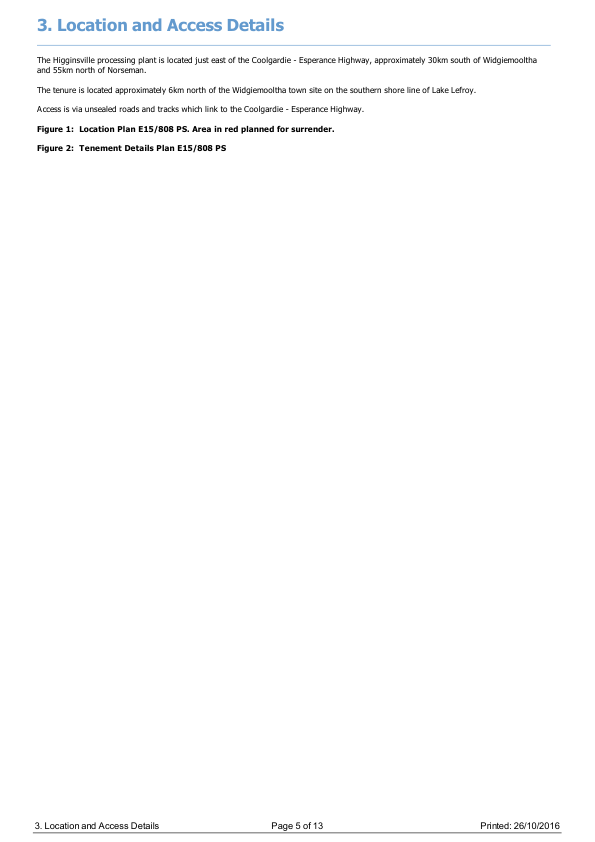 3. Location and Access Details
The Higginsville processing plant is located just east of the Coolgardie - Esperance Highway, approximately 30km south of Widgiemooltha
and 55km north of Norseman.
The tenure is located approximately 6km north of the Widgiemooltha town site on the southern shore line of Lake Lefroy.
Access is via unsealed roads and tracks which link to the Coolgardie - Esperance Highway.
Figure 1:  Location Plan E15/808 PS. Area in red planned for surrender.
Figure 2:  Tenement Details Plan E15/808 PS
3. Location and Access Details Page 5 of 13 Printed: 26/10/2016